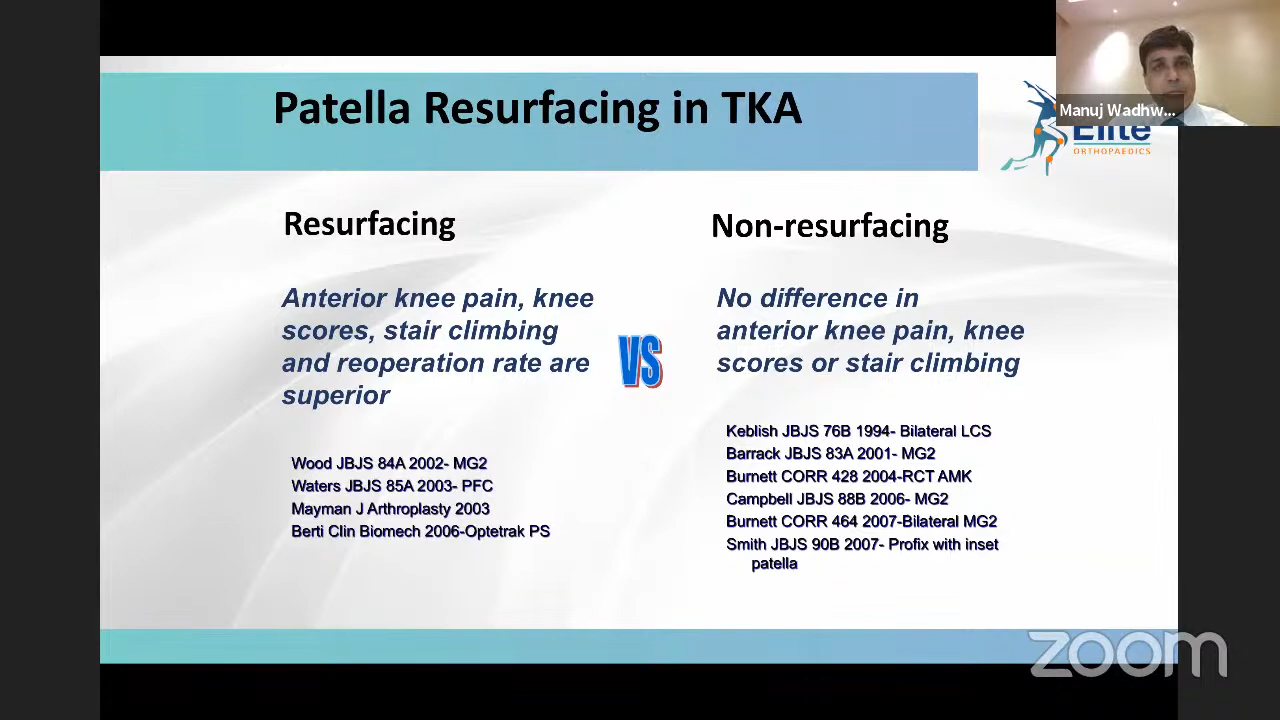 Patella Resurfacing in TKA
Manuj Wadhw...
Elite
ORTHOPAEDICS
Resurfacing
Anterior knee pain, knee
scores, stair climbing
and reoperation rate are
superior
Wood JBJS 84A 2002- MG2
Waters JBJS 85A 2003- PFC
Mayman J Arthroplasty 2003
Berti Clin Biomech 2006-Optetrak PS
VS
Non-resurfacing
No difference in
anterior knee pain, knee
scores or stair climbing
Keblish JBJS 76B 1994- Bilateral LCS
Barrack JBJS 83A 2001- MG2
Burnett CORR 428 2004-RCT AMK
Campbell JBJS 88B 2006- MG2
Burnett CORR 464 2007-Bilateral MG2
Smith JBJS 90B 2007- Profix with inset
patella
zoom